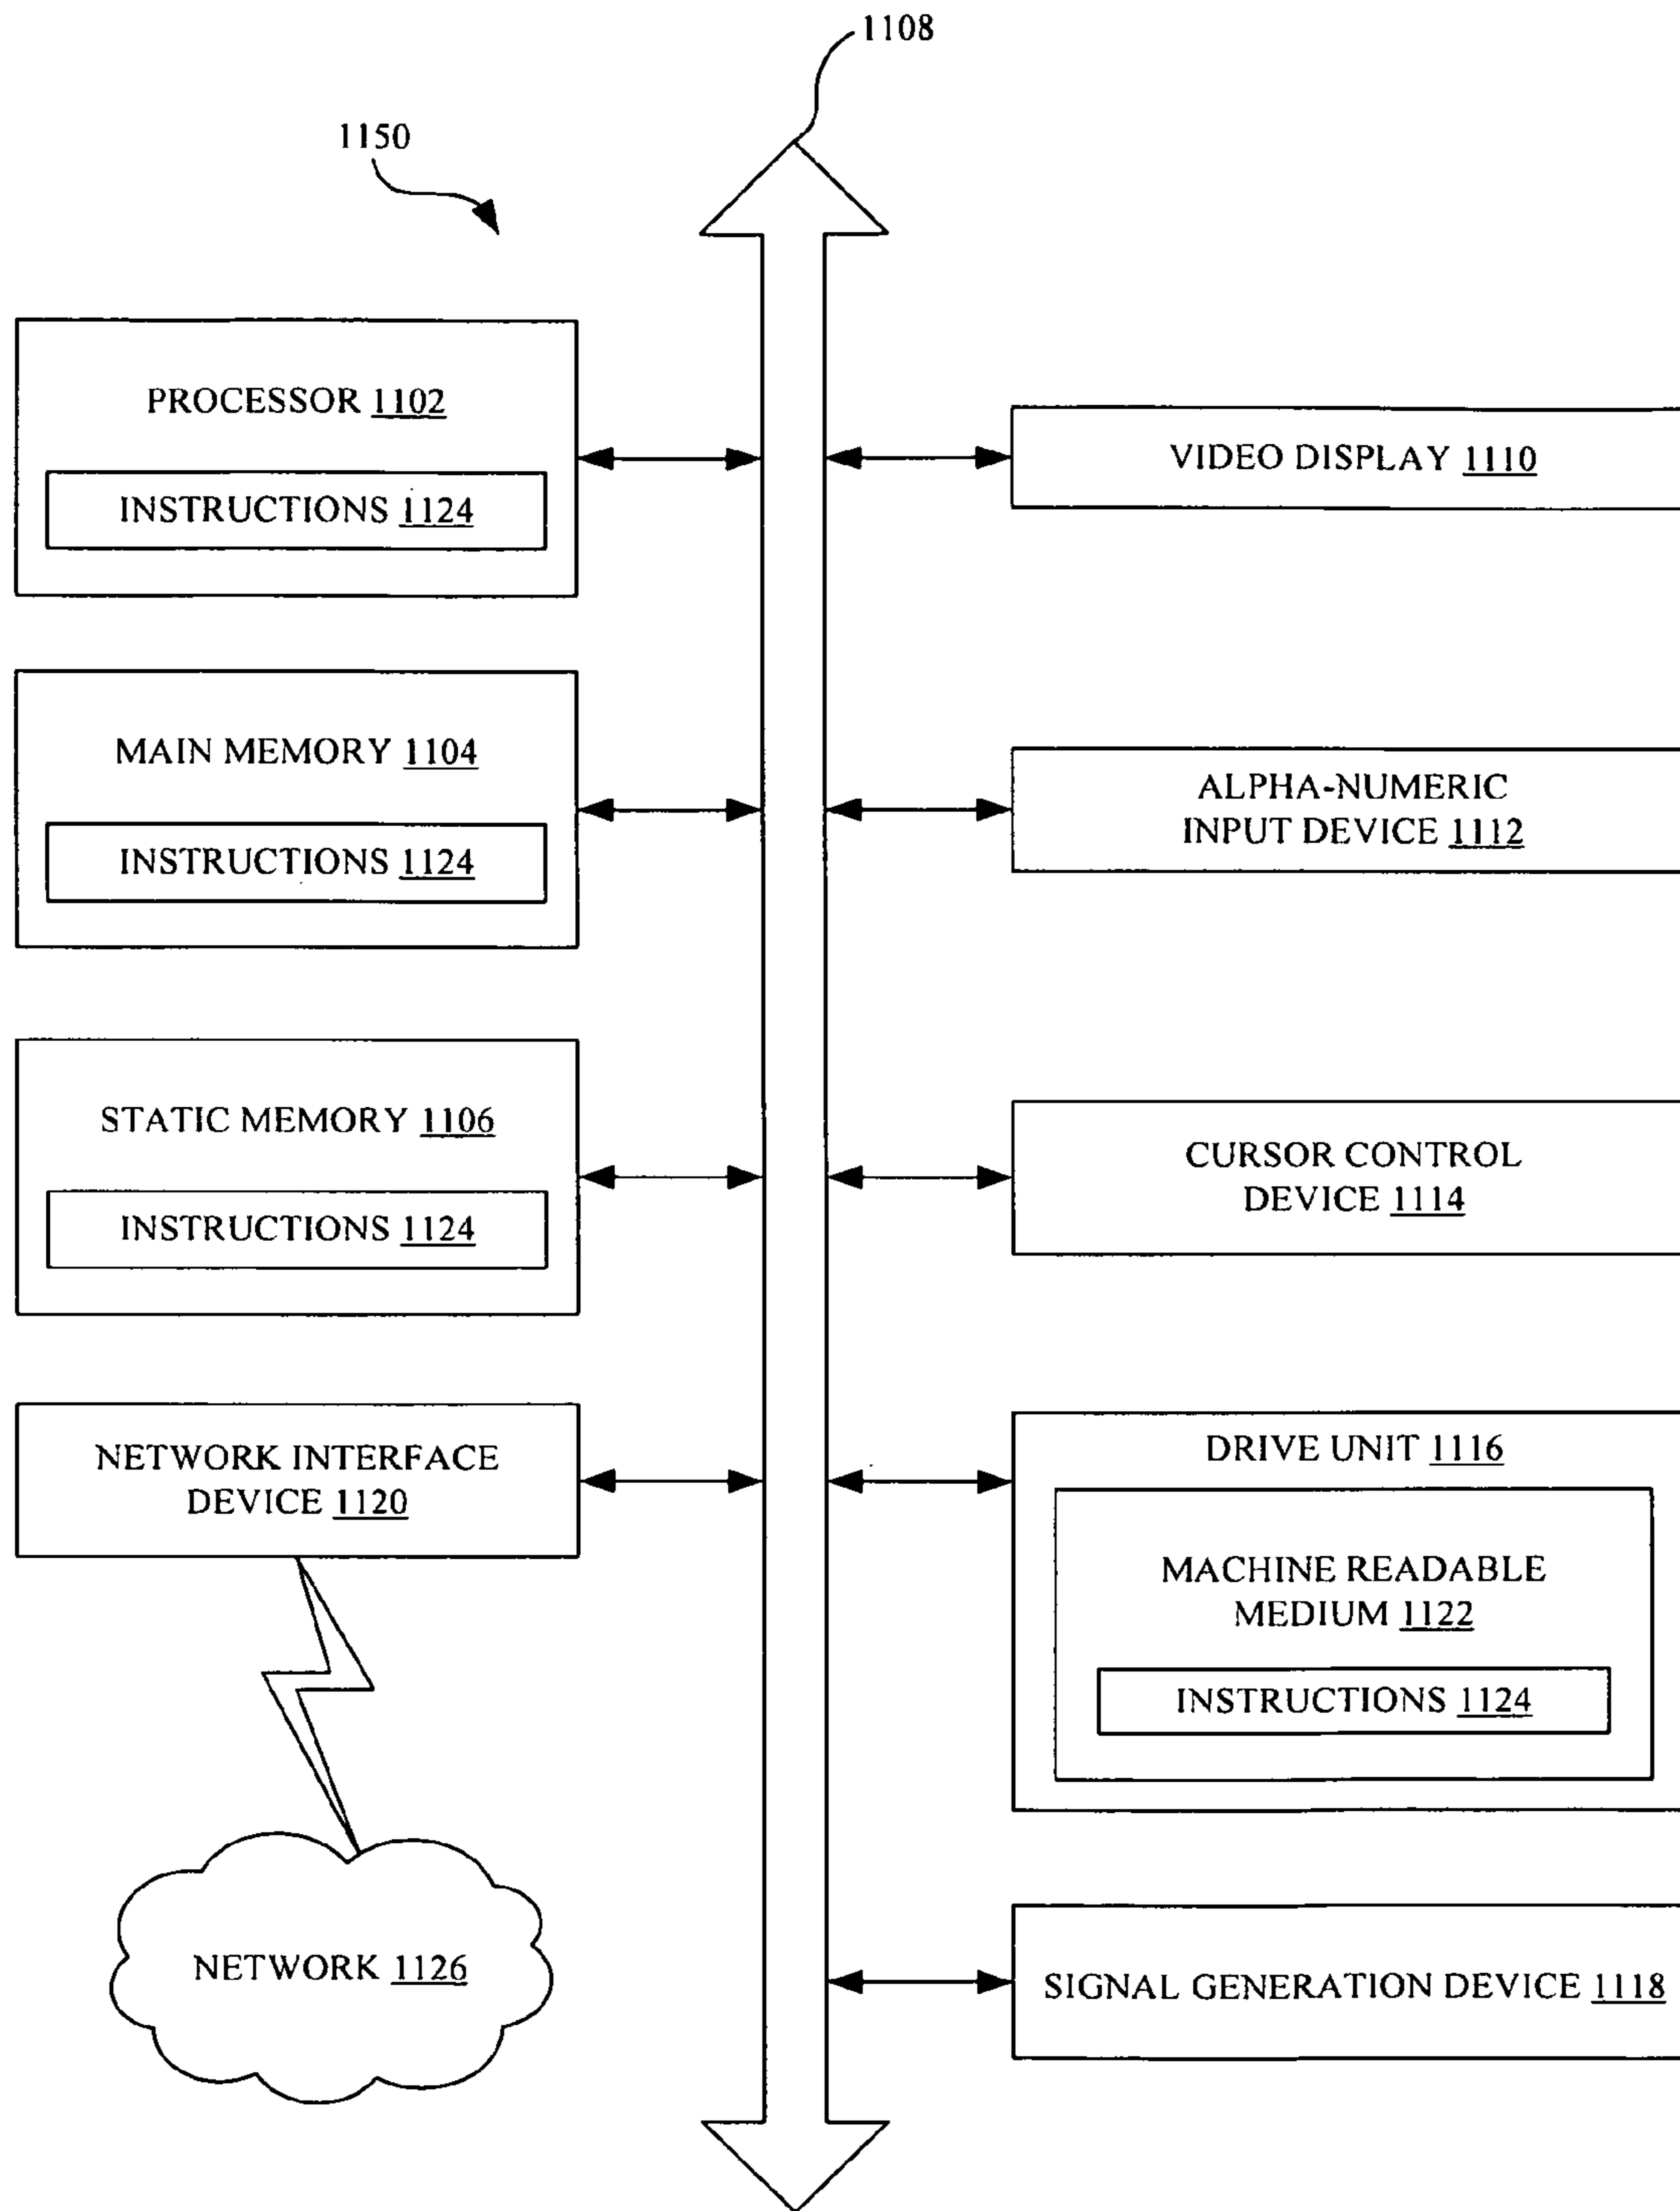 1108
1150
PROCESSOR 1102
INSTRUCTIONS 1124
MAIN MEMORY 1104
INSTRUCTIONS 1124
STATIC MEMORY 1106
INSTRUCTIONS 1124
NETWORK INTERFACE
DEVICE 1120
NETWORK 1126
VIDEO DISPLAY 1110
ALPHA-NUMERIC
INPUT DEVICE 1112
CURSOR CONTROL
DEVICE 1114
DRIVE UNIT 1116
MACHINE READABLE
MEDIUM 1122
INSTRUCTIONS 1124
SIGNAL GENERATION DEVICE 1118